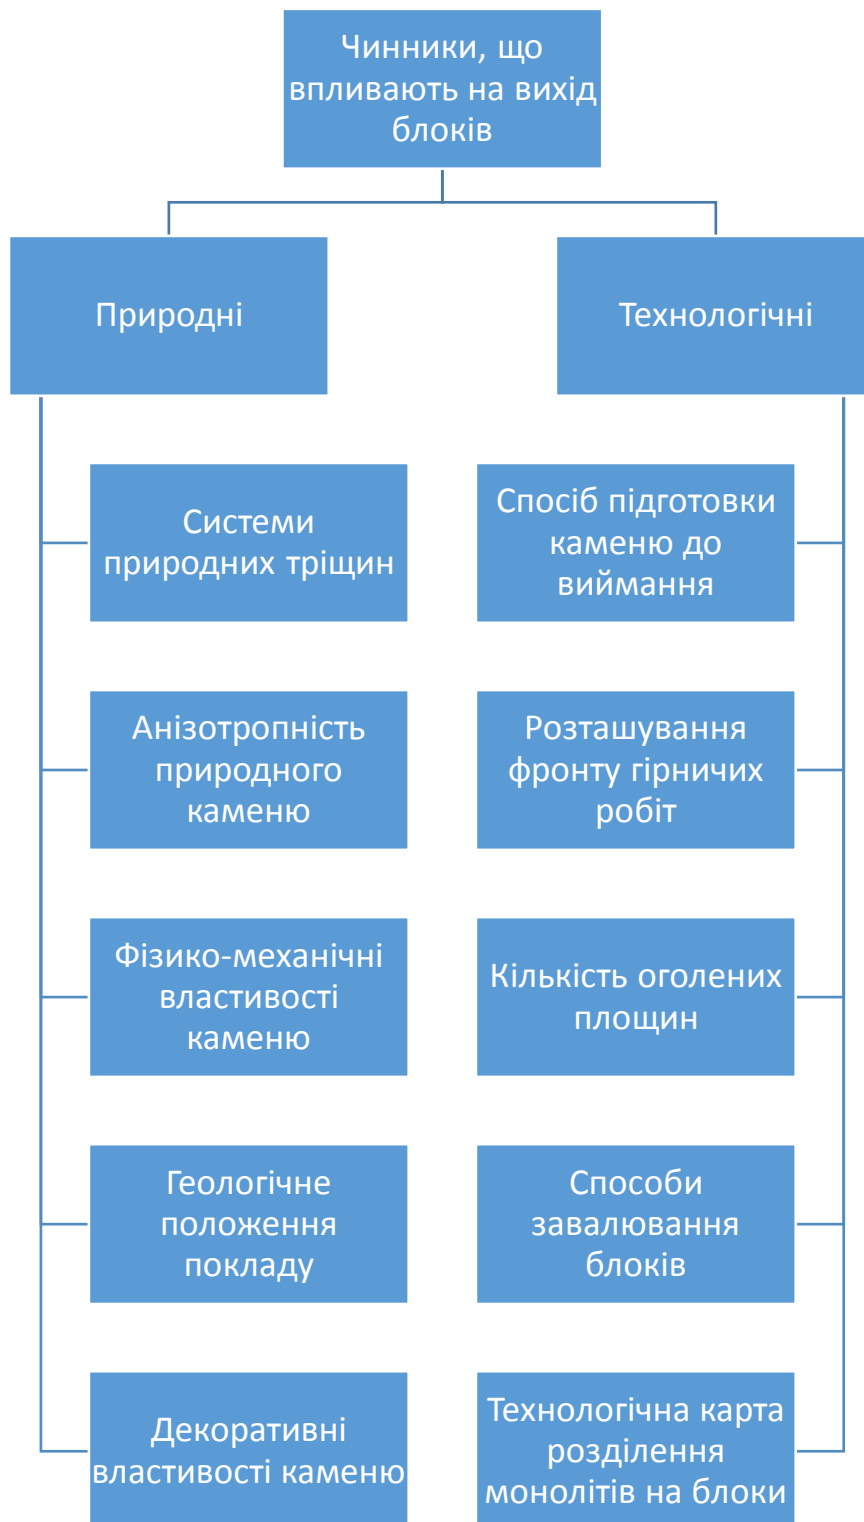 Чинники, що
впливають на вихід
блоків
Природні
Технологічні
Системи
природних тріщин
Спосіб підготовки
каменю до
виймання
Анізотропність
природного
каменю
Розташування
фронту гірничих
робіт
Фізико-механічні
властивості
каменю
Кількість оголених
площин
Геологічне
положення
покладу
Способи
завалювання
блоків
Декоративні
властивості каменю
Технологічна карта
розділення
монолітів на блоки